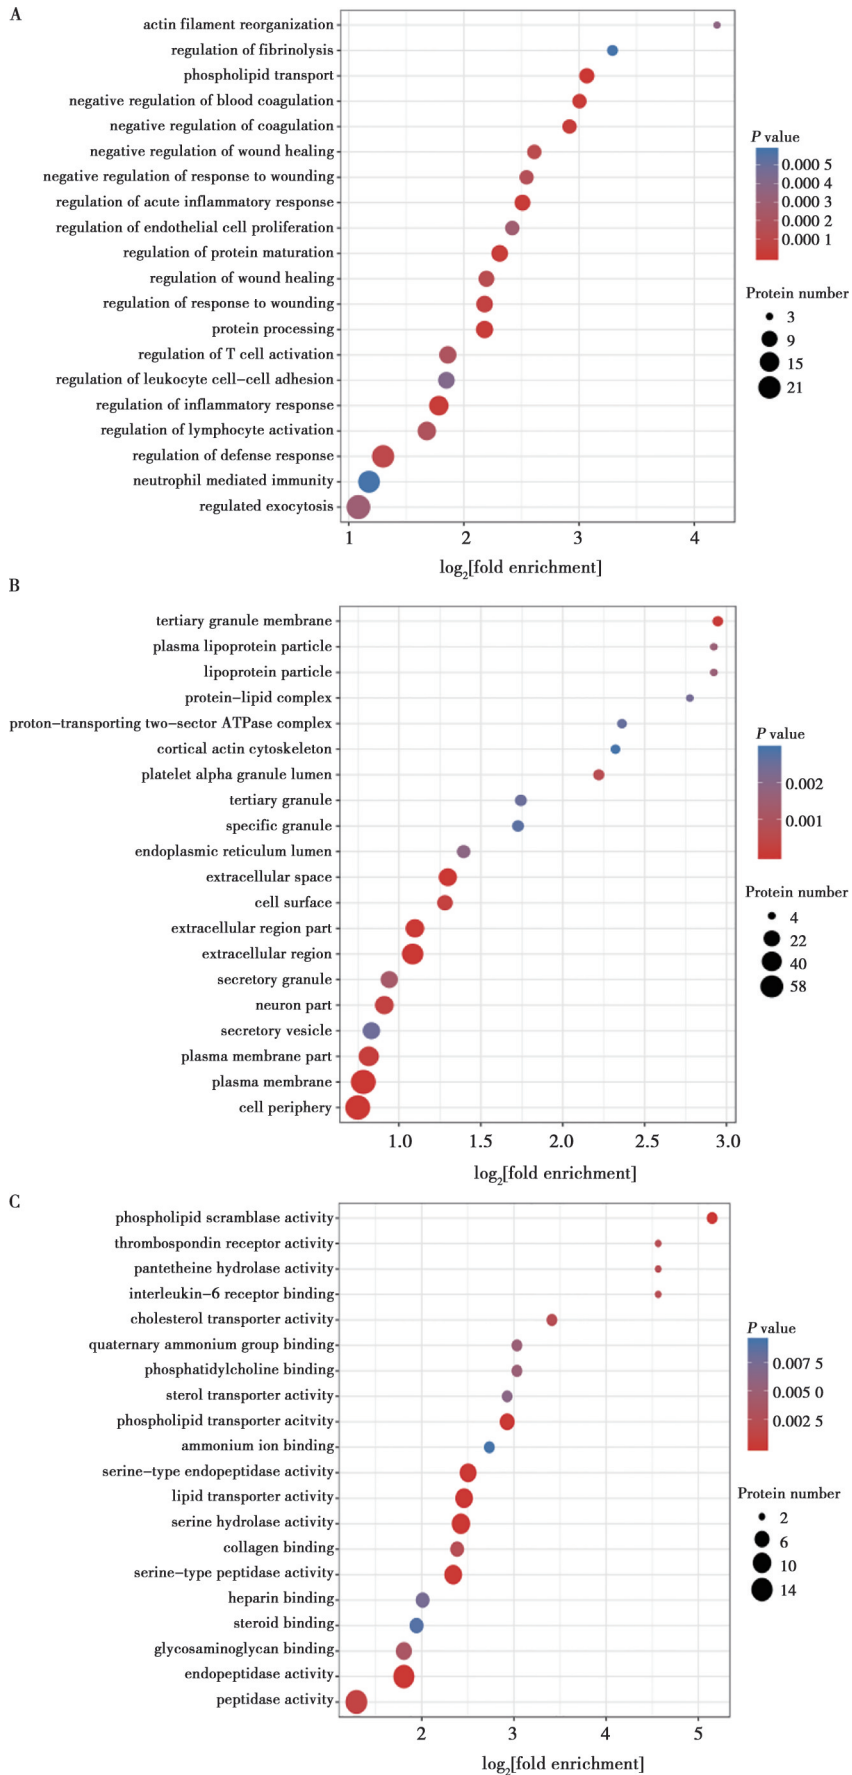 A
actin filament reorganization
regulation of fibrinolysis
phospholipid transport
negative regulation of blood coagulation
negative regulation of coagulation
negative regulation of wound healing
negative regulation of response to wounding
regulation of acute inflammatory response
regulation of endothelial cell proliferation
regulation of protein maturation
regulation of wound healing
regulation of response to wounding
protein processing
regulation of T cell activation
regulation of leukocyte cell-cell adhesion
regulation of inflammatory response
regulation of lymphocyte activation
regulation of defense response
neutrophil mediated immunity
regulated exocytosis
1 2 3 4
log2[fold enrichment]
P value
0.000 5
0.000 4
0.000 3
0.000 2
0.000 1
Protein number
3
9
15
21
B
tertiary granule membrane
plasma lipoprotein particle
lipoprotein particle
protein-lipid complex
proton-transporting two-sector ATPase complex
cortical actin cytoskeleton
platelet alpha granule lumen
tertiary granule
specific granule
endoplasmic reticulum lumen
extracellular space
cell surface
extracellular region part
extracellular region
secretory granule
neuron part
secretory vesicle
plasma membrane part
plasma membrane
cell periphery
1.0 1.5 2.0 2.5 3.0
log2[fold enrichment]
P value
0.002
0.001
Protein number
4
22
40
58
C
phospholipid scramblase activity
thrombospondin receptor activity
pantetheine hydrolase activity
interleukin-6 receptor binding
cholesterol transporter activity
quaternary ammonium group binding
phosphatidylcholine binding
sterol transporter activity
phospholipid transporter acitvity
ammonium ion binding
serine-type endopeptidase activity
lipid transporter activity
serine hydrolase activity
collagen binding
serine-type peptidase activity
heparin binding
steroid binding
glycosaminoglycan binding
endopeptidase activity
peptidase activity
2 3 4 5
log2[fold enrichment]
P value
0.007 5
0.005 0
0.002 5
Protein number
2
6
10
14